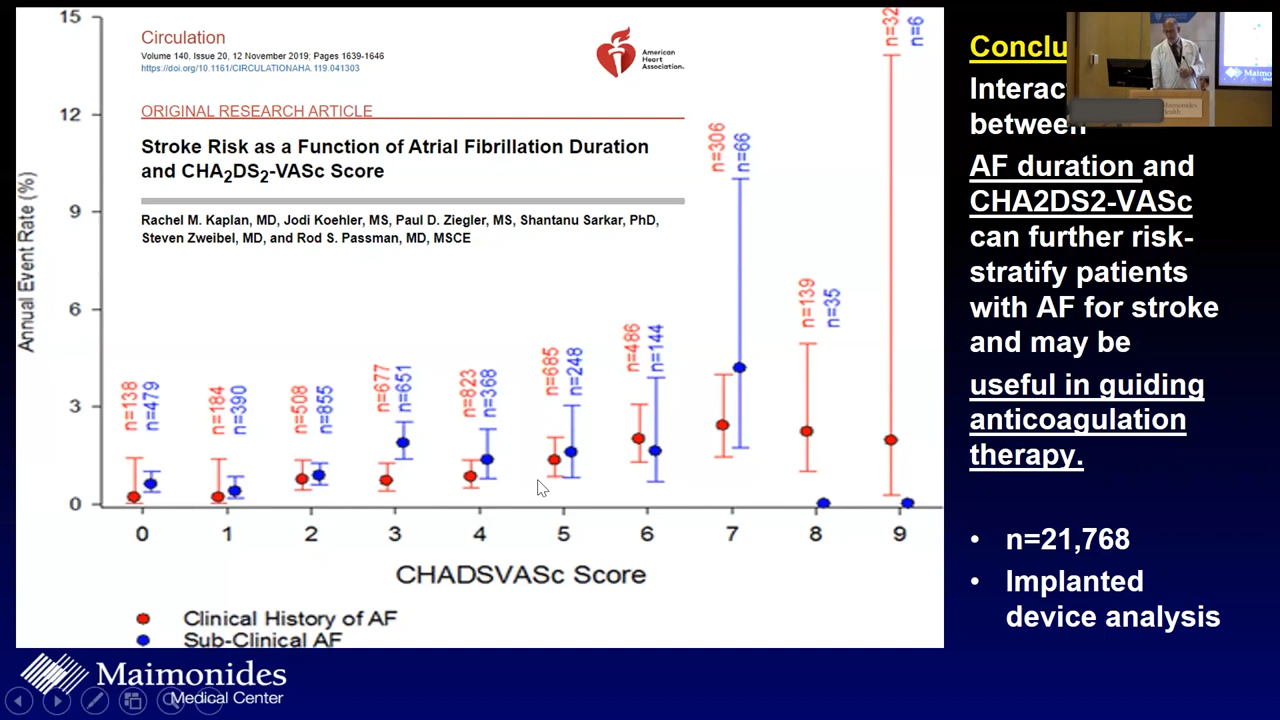 15
12
9
6
3
0
Annual Event Rate (%)
Circulation
Volume 140, Issue 20, 12 November 2019; Pages 1639-1646
https://doi.org/10.1161/CIRCULATIONAHA.119.041303
American
Heart
Association.
ORIGINAL RESEARCH ARTICLE
Stroke Risk as a Function of Atrial Fibrillation Duration
and CHA2DS2-VASc Score
Rachel M. Kaplan, MD, Jodi Koehler, MS, Paul D. Ziegler, MS, Shantanu Sarkar, PhD,
Steven Zweibel, MD, and Rod S. Passman, MD, MSCE
n=138
n=479
n=184
n=390
n=508
n=855
n=677
n=651
n=823
n=368
n=685
n=248
n=486
n=144
n=306
n=66
n=139
n=35
n=32
n=6
0 1 2 3 4 5 6 7 8 9
CHADSVASc Score
Clinical History of AF
Sub-Clinical AF
Conclu
Interac
between
AF duration and
CHA2DS2-VASc
can further risk-
stratify patients
with AF for stroke
and may be
useful in guiding
anticoagulation
therapy.
• n=21,768
• Implanted
device analysis
Maimonides
Medical Center